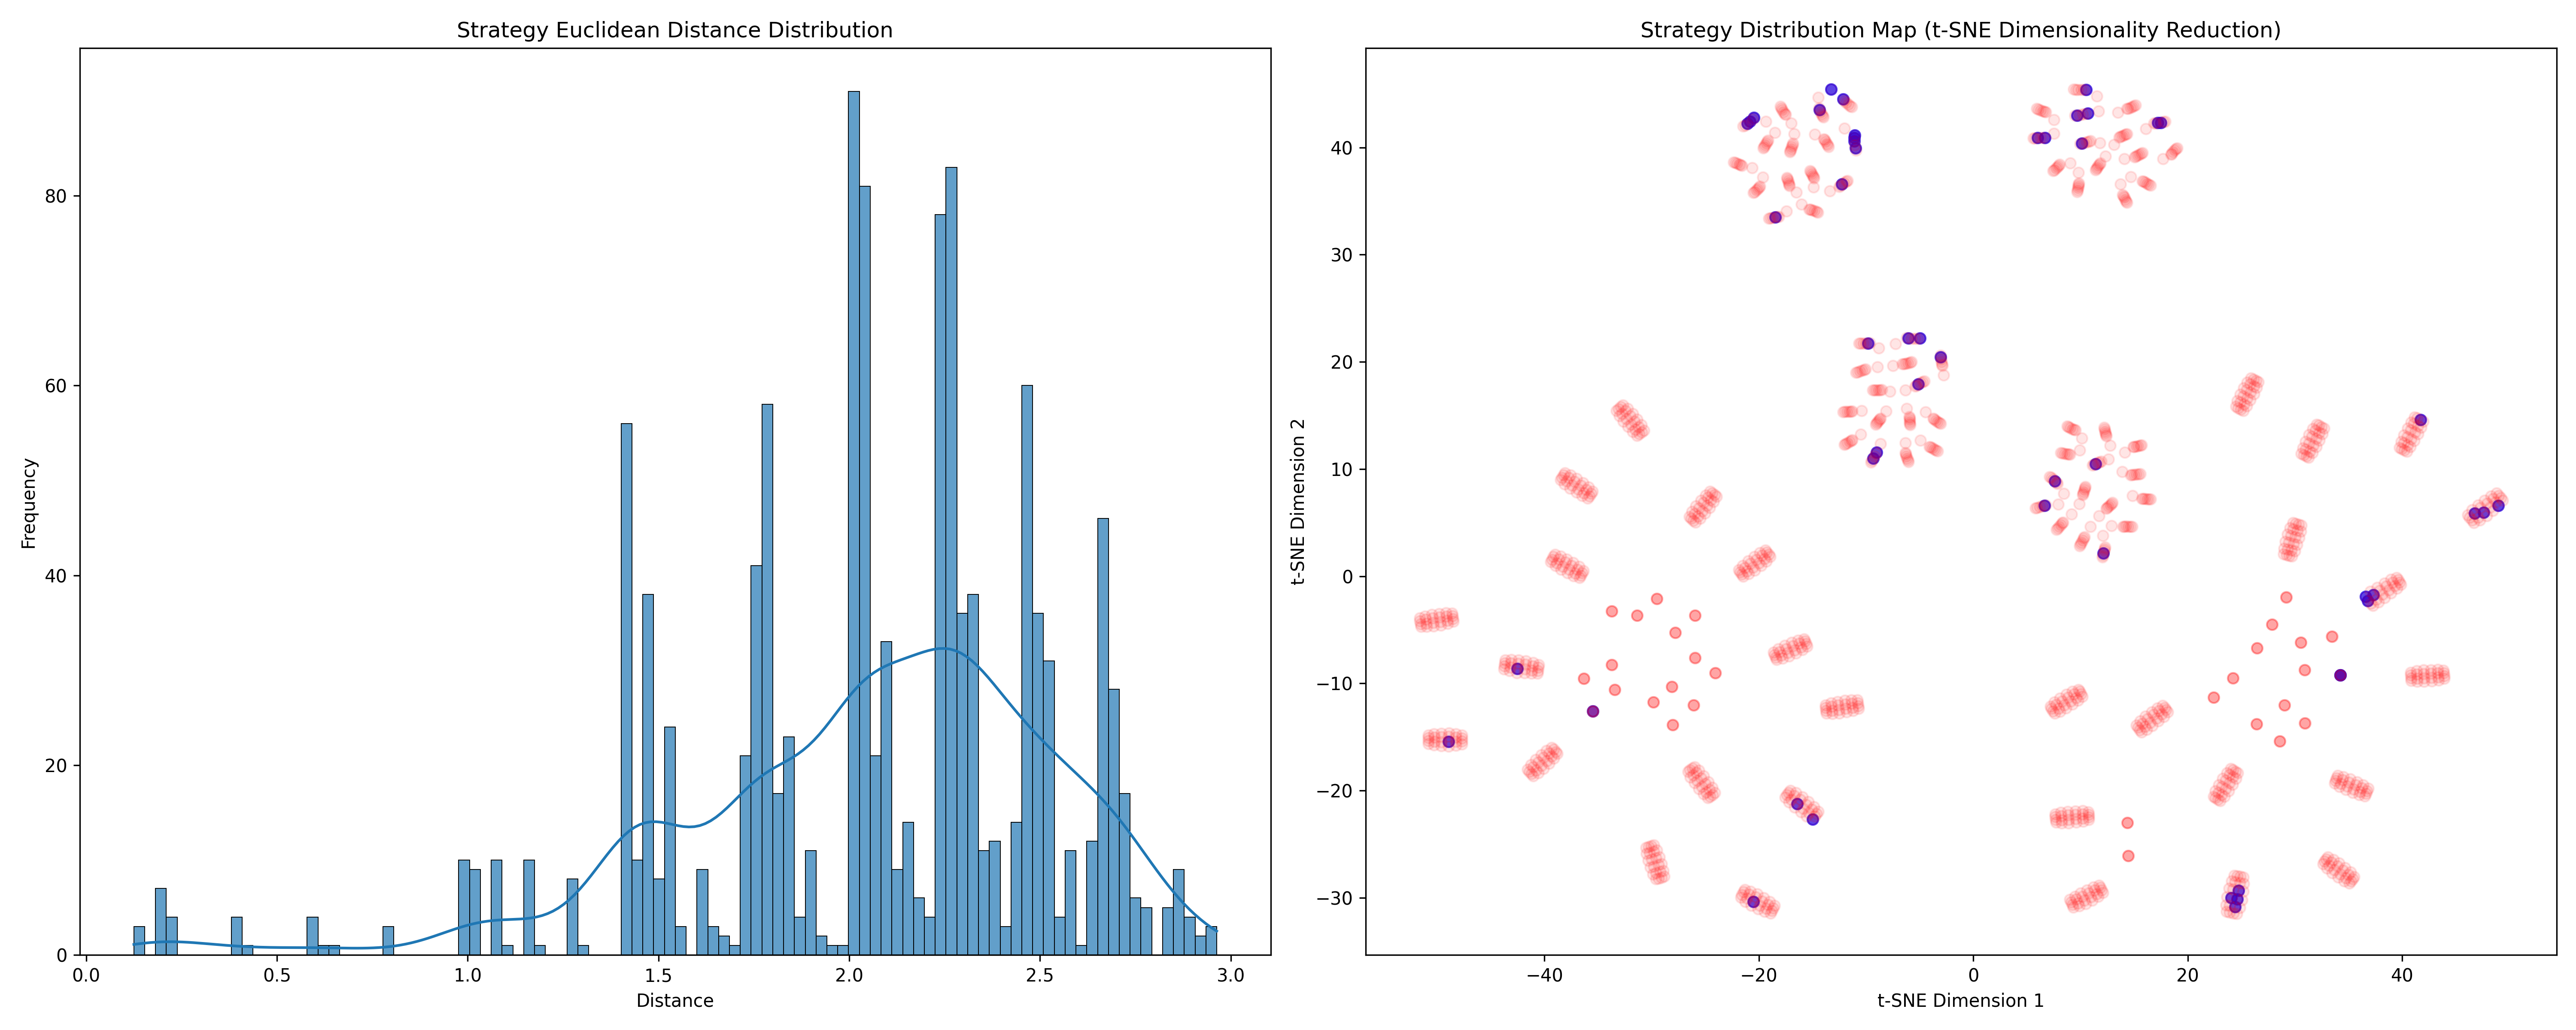 Strategy Euclidean Distance Distribution
Frequency
80
60
40
20
0
0.0 0.5 1.0 1.5 2.0 2.5 3.0
Distance
Strategy Distribution Map (t-SNE Dimensionality Reduction)
t-SNE Dimension 2
40
30
20
10
0
−10
−20
−30
−40 −20 0 20 40
t-SNE Dimension 1